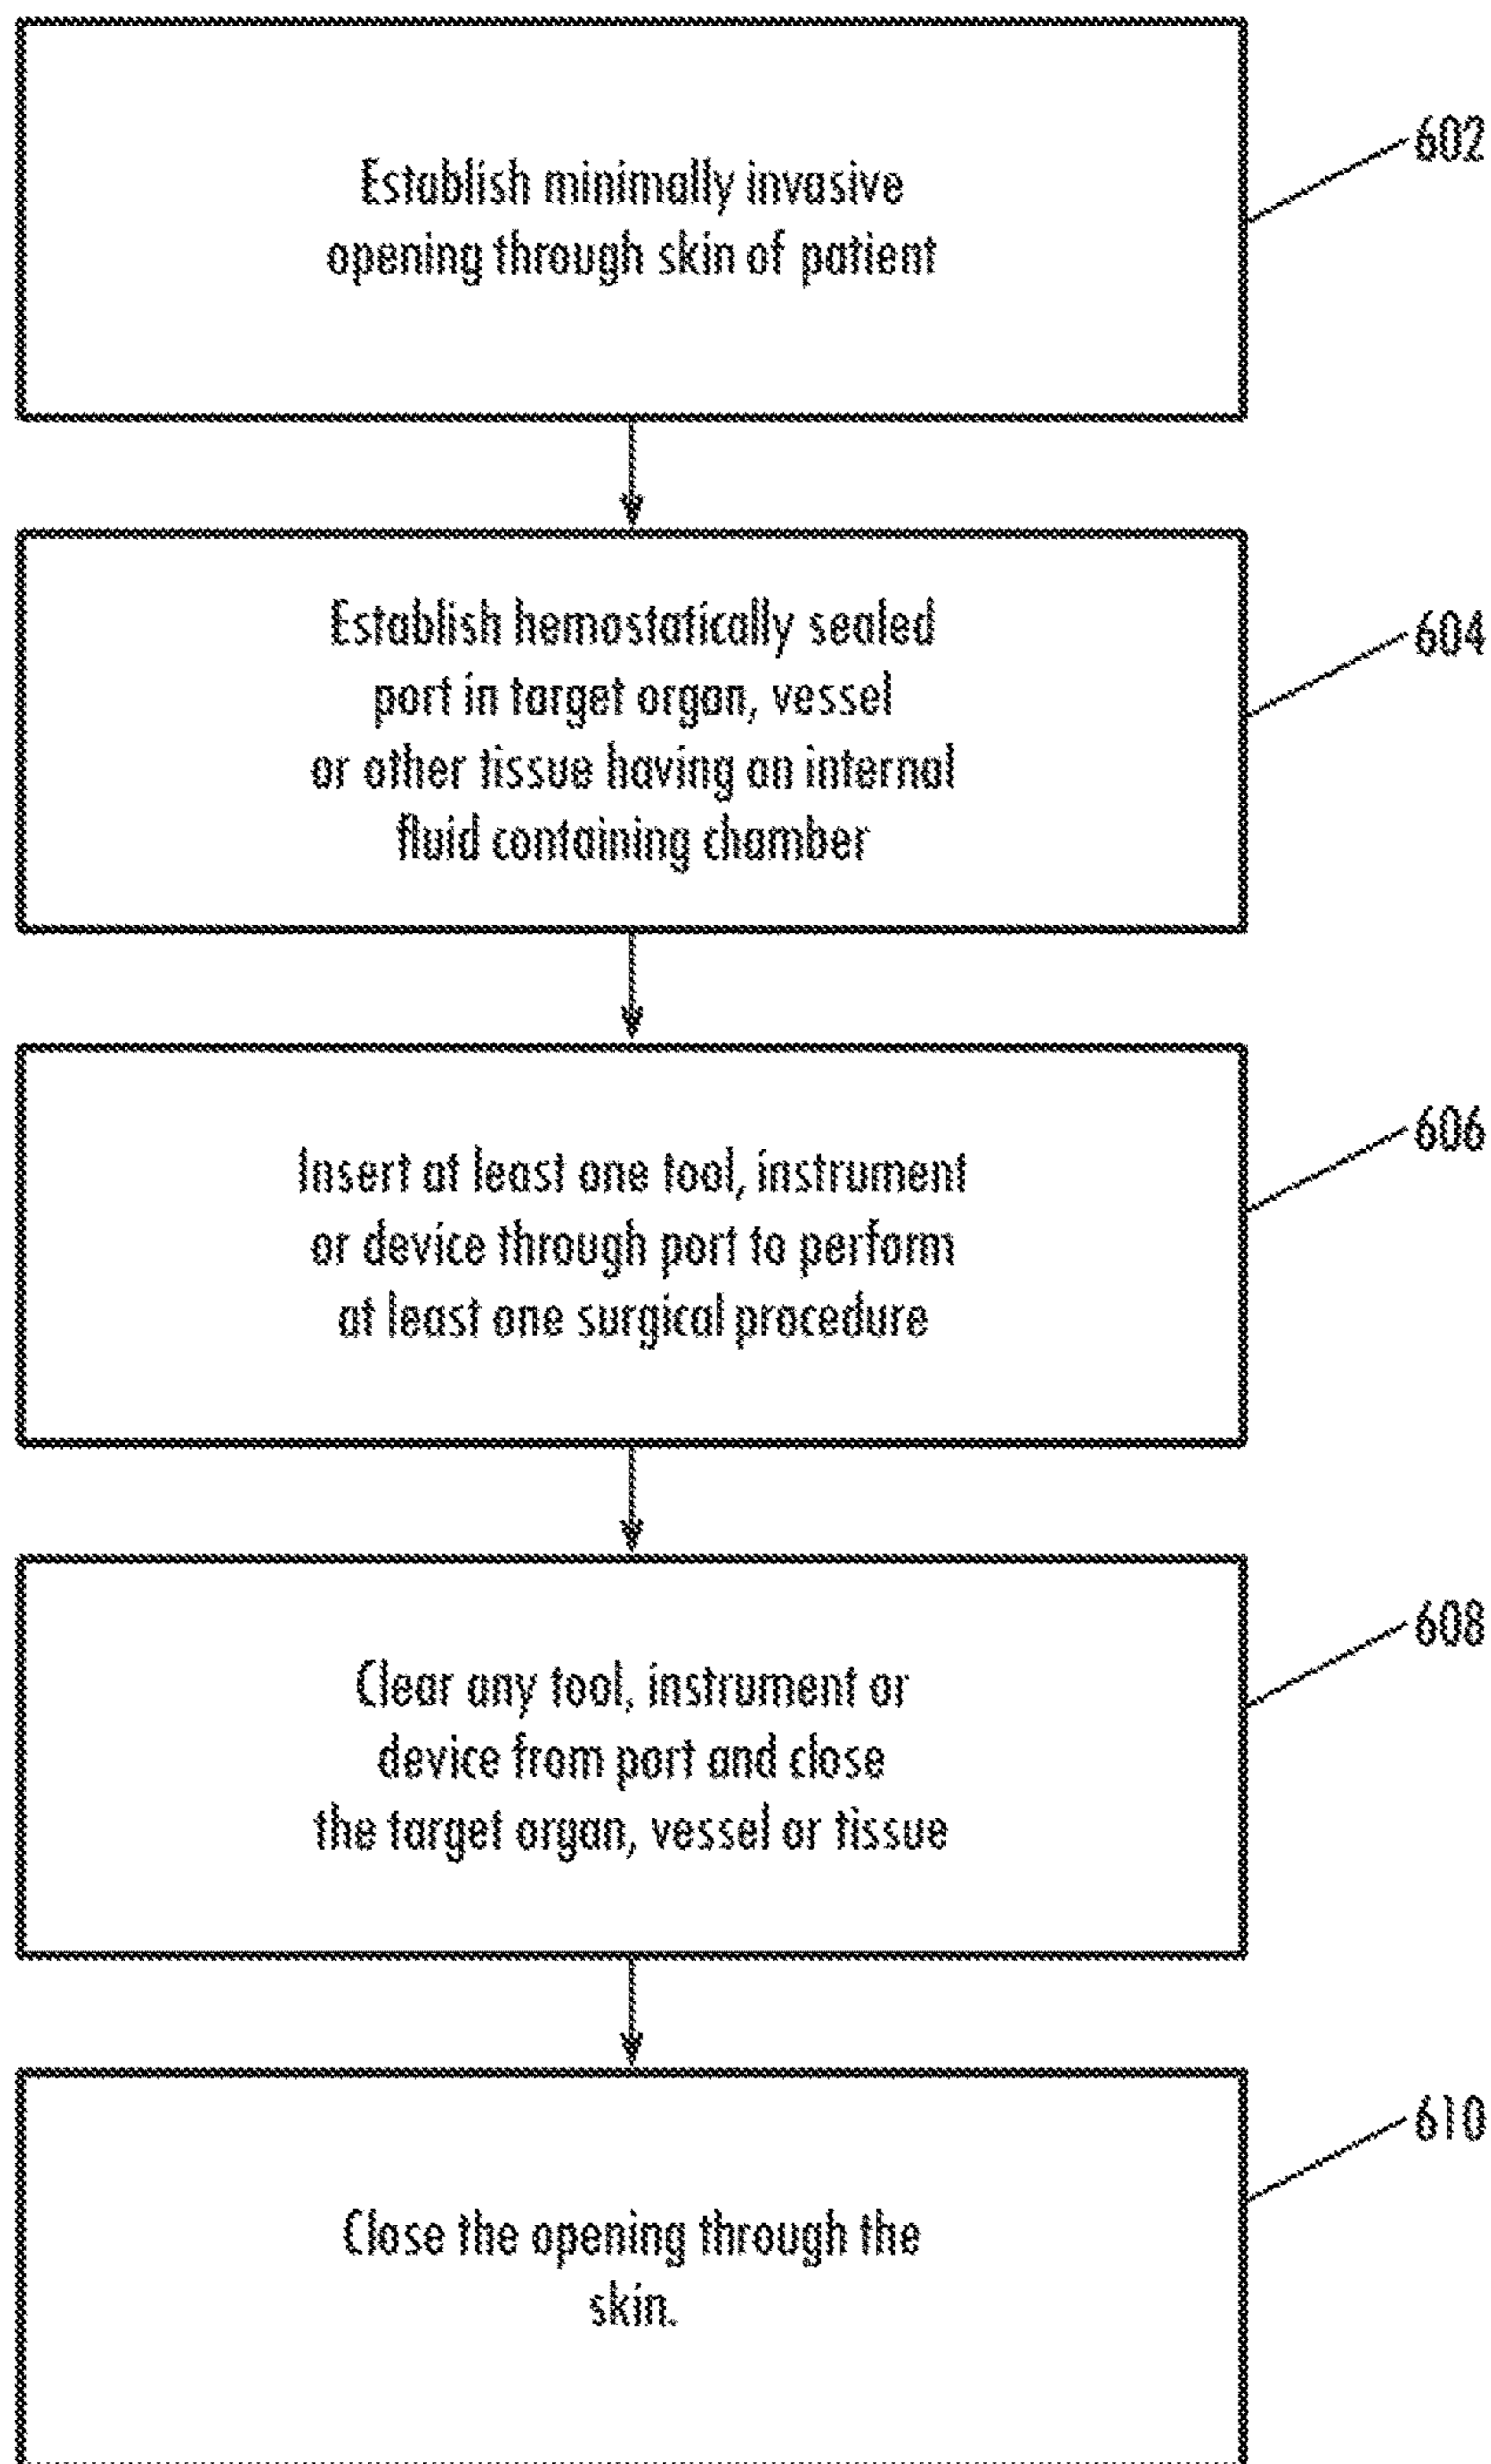 Establish minimally invasive
opening through skin of patient
602
Establish hemostatically sealed
port in target organ, vessel
or other tissue having an internal
fluid containing chamber
604
Insert at least one tool, instrument
or device through port to perform
at least one surgical procedure
606
Clear any tool, instrument or
device from port and close
the target organ, vessel or tissue
608
Close the opening through the
skin.
610